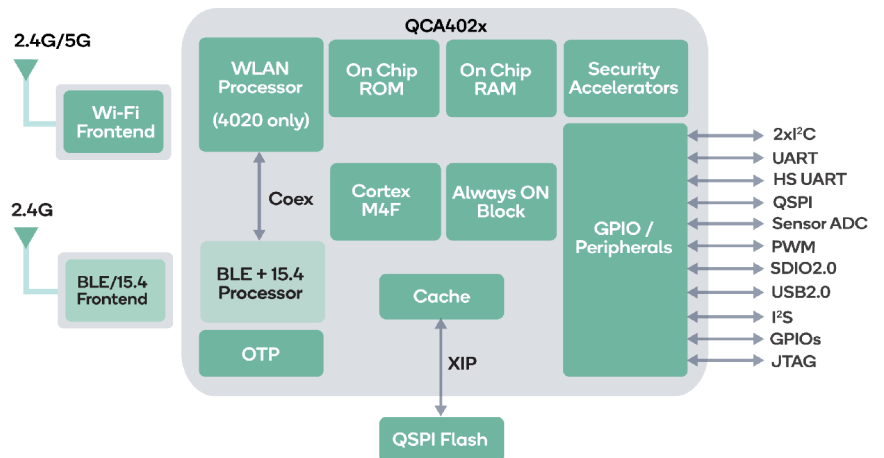 QCA402x
2.4G/5G
Wi-Fi
Frontend
2.4G
BLE/15.4
Frontend
WLAN
Processor
(4020 only)
On Chip
ROM
On Chip
RAM
Security
Accelerators
Coex
Cortex
M4F
Always ON
Block
GPIO /
Peripherals
BLE + 15.4
Processor
Cache
OTP
XIP
QSPI Flash
2xI²C
UART
HS UART
QSPI
Sensor ADC
PWM
SDIO2.0
USB2.0
I²S
GPIOs
JTAG